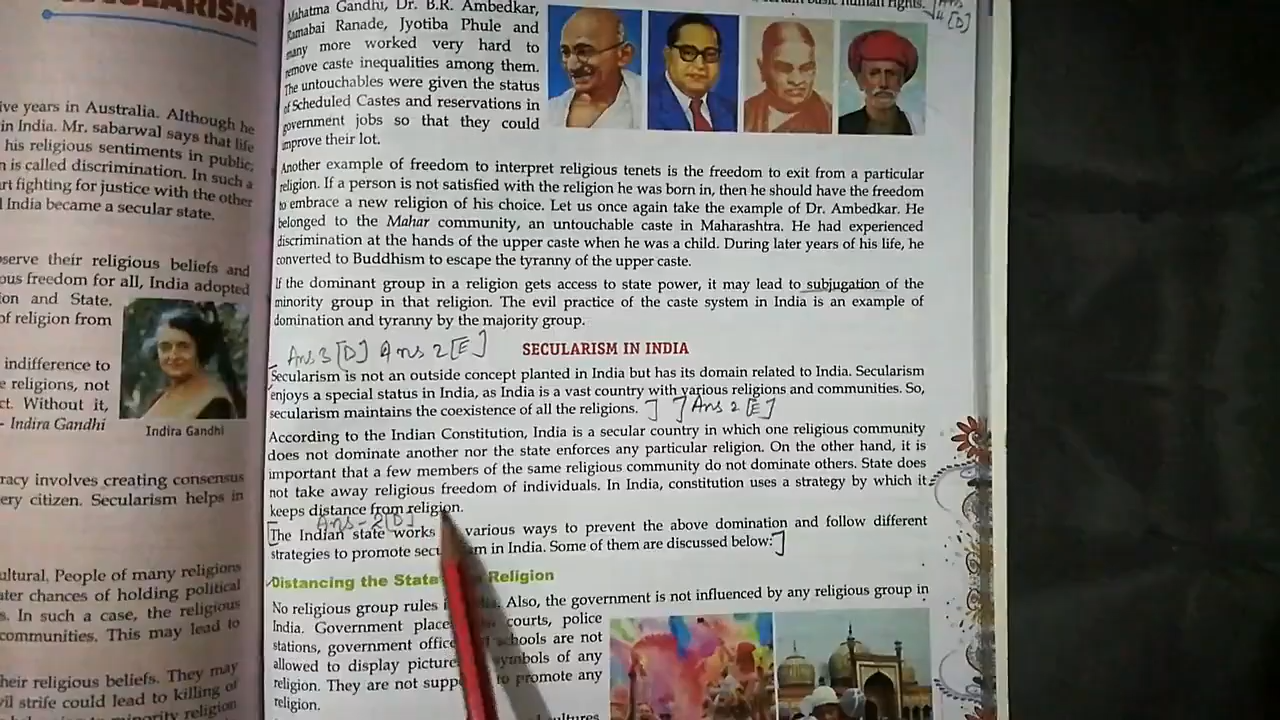 SECULARISM
ive years in Australia. Although he
in India. Mr. sabarwal says that life
his religious sentiments in public,
n is called discrimination. In such a
rt fighting for justice with the other
l India became a secular state.
serve their religious beliefs and
ous freedom for all, India adopted
ion and State.
of religion from
indifference to
e religions, not
ct. Without it,
- Indira Gandhi
Indira Gandhi
racy involves creating consensus
ery citizen. Secularism helps in
ultural. People of many religions
ater chances of holding political
s. In such a case, the religious
communities. This may lead to
heir religious beliefs. They may
vil strife could lead to killing of
minority religion
human rights.
4 [D]
Mahatma Gandhi, Dr. B.R. Ambedkar,
Ramabai Ranade, Jyotiba Phule and
many more worked very hard to
remove caste inequalities among them.
The untouchables were given the status
of Scheduled Castes and reservations in
government jobs so that they could
improve their lot.
Another example of freedom to interpret religious tenets is the freedom to exit from a particular
religion. If a person is not satisfied with the religion he was born in, then he should have the freedom
to embrace a new religion of his choice. Let us once again take the example of Dr. Ambedkar. He
belonged to the Mahar community, an untouchable caste in Maharashtra. He had experienced
discrimination at the hands of the upper caste when he was a child. During later years of his life, he
converted to Buddhism to escape the tyranny of the upper caste.
If the dominant group in a religion gets access to state power, it may lead to subjugation of the
minority group in that religion. The evil practice of the caste system in India is an example of
domination and tyranny by the majority group.
Ans 3 [D] Ans 2 [E] SECULARISM IN INDIA
Secularism is not an outside concept planted in India but has its domain related to India. Secularism
enjoys a special status in India, as India is a vast country with various religions and communities. So,
secularism maintains the coexistence of all the religions. ] ] Ans 2 [E]
According to the Indian Constitution, India is a secular country in which one religious community
does not dominate another nor the state enforces any particular religion. On the other hand, it is
important that a few members of the same religious community do not dominate others. State does
not take away religious freedom of individuals. In India, constitution uses a strategy by which it
keeps distance from religion.
Ans - 2 [D]
[The Indian state works various ways to prevent the above domination and follow different
strategies to promote in India. Some of them are discussed below:]
Distancing the State Religion
No religious group rules Also, the government is not influenced by any religious group in
India. Government courts, police
stations, government schools are not
allowed to display symbols of any
religion. They are not to promote any
religion.